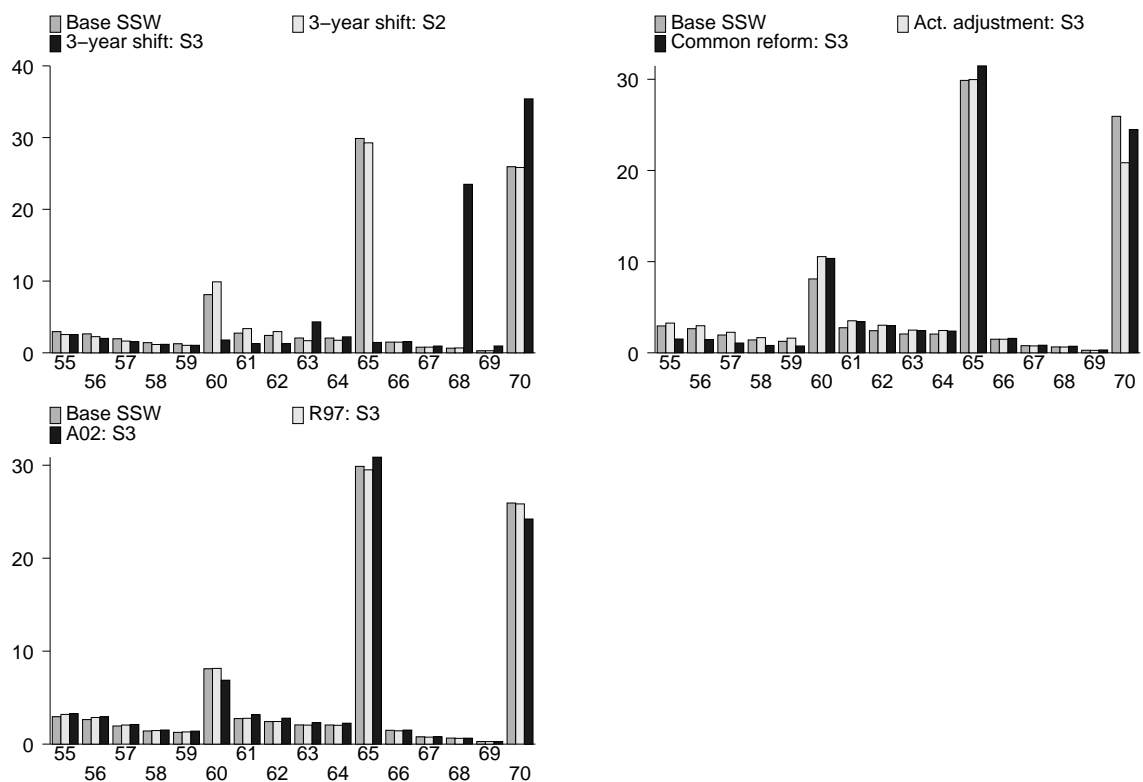 Base SSW 3−year shift: S2
3−year shift: S3
40
30
20
10
0
55 57 59 61 63 65 67 69
56 58 60 62 64 66 68 70
Base SSW Act. adjustment: S3
Common reform: S3
30
20
10
0
55 57 59 61 63 65 67 69
56 58 60 62 64 66 68 70
Base SSW R97: S3
A02: S3
30
20
10
0
55 57 59 61 63 65 67 69
56 58 60 62 64 66 68 70